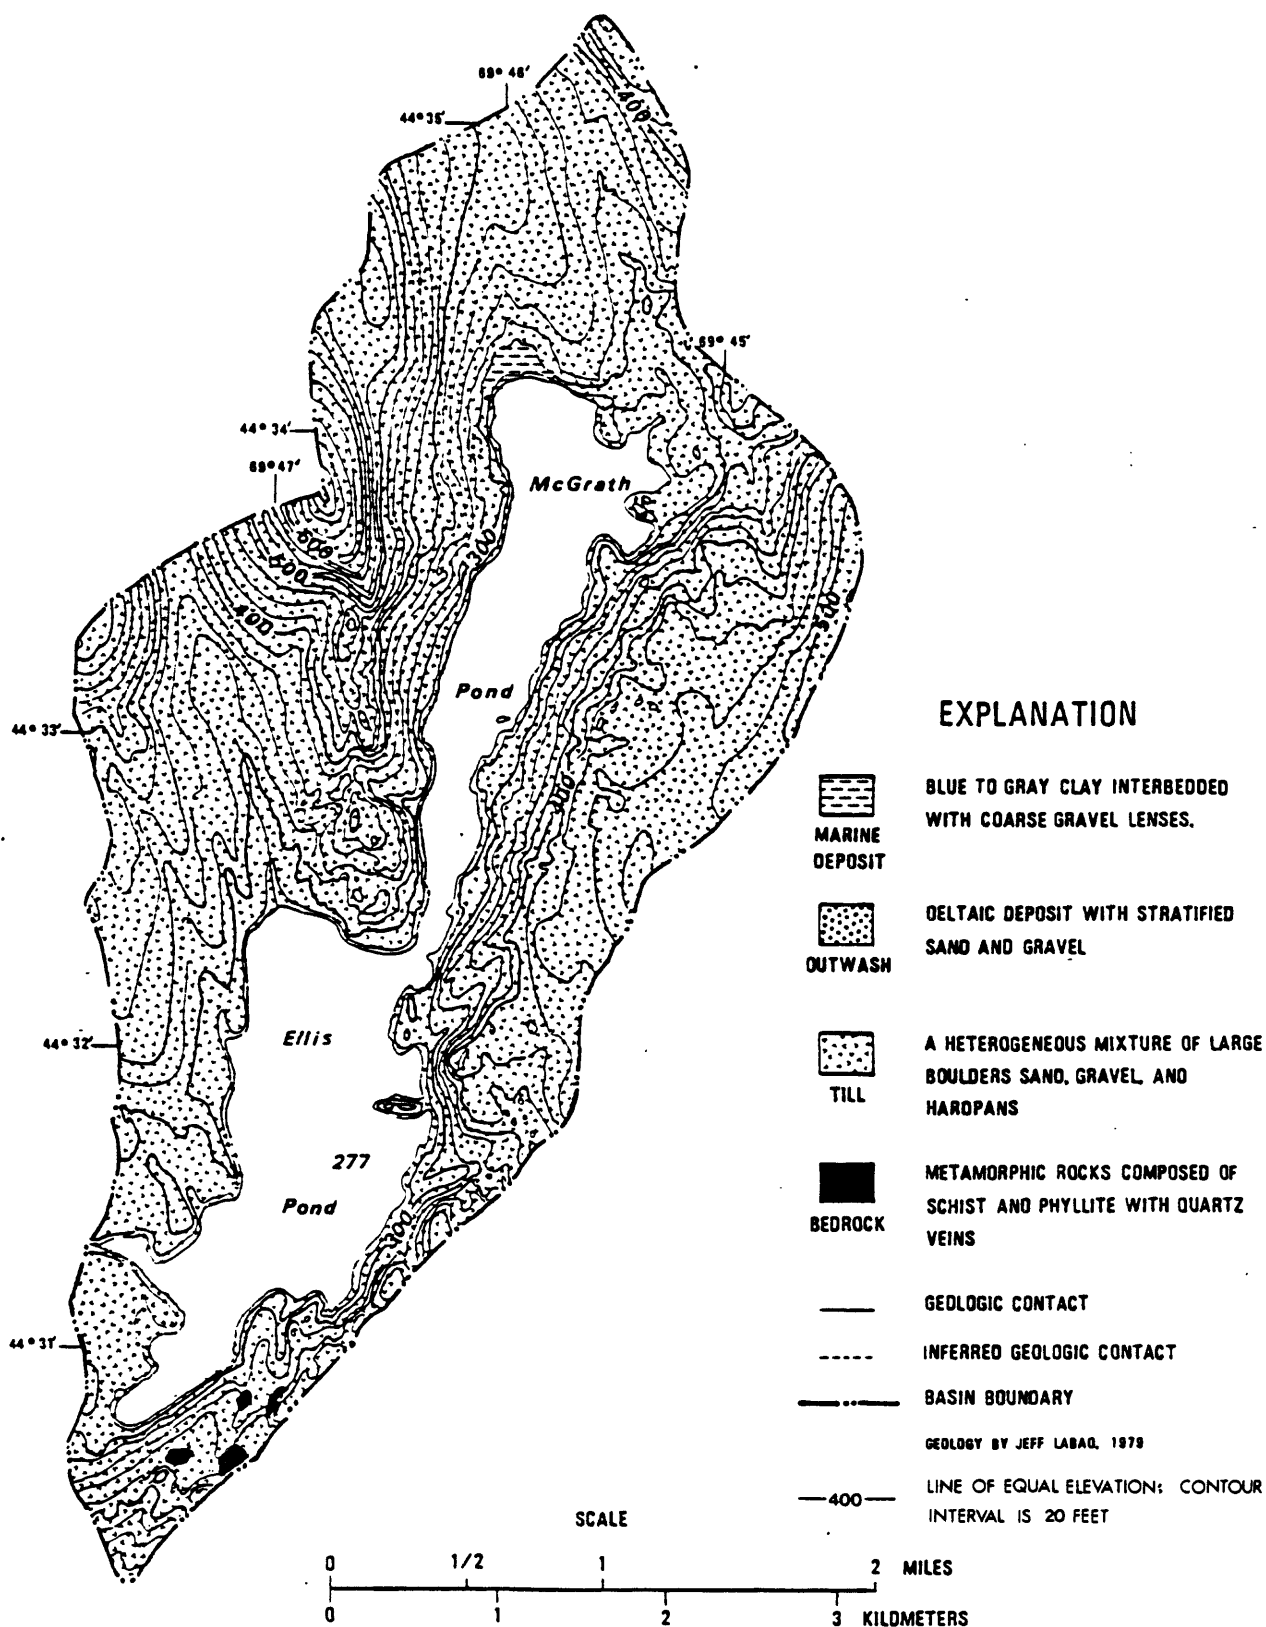 69° 46'
44° 35'
400
69° 45'
44° 34'
69° 47'
McGrath
600
500
400
300
500
Pond
44° 33'
EXPLANATION
BLUE TO GRAY CLAY INTERBEDDED
WITH COARSE GRAVEL LENSES.
MARINE
DEPOSIT
DELTAIC DEPOSIT WITH STRATIFIED
SAND AND GRAVEL
OUTWASH
A HETEROGENEOUS MIXTURE OF LARGE
BOULDERS SAND, GRAVEL, AND
HARDPANS
TILL
METAMORPHIC ROCKS COMPOSED OF
SCHIST AND PHYLLITE WITH QUARTZ
VEINS
BEDROCK
GEOLOGIC CONTACT
INFERRED GEOLOGIC CONTACT
BASIN BOUNDARY
GEOLOGY BY JEFF LABAO, 1979
—400— LINE OF EQUAL ELEVATION; CONTOUR
INTERVAL IS 20 FEET
Ellis
44° 32'
277
Pond
300
44° 31'
SCALE
0 1/2 1 2 MILES
0 1 2 3 KILOMETERS